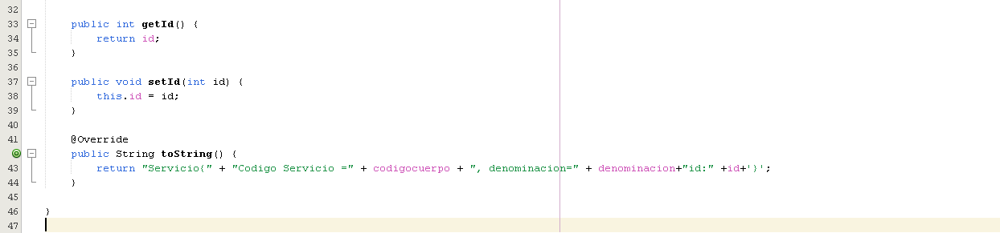 32
33 public int getId() {
34 return id;
35 }
36
37 public void setId(int id) {
38 this.id = id;
39 }
40
41 @Override
public String toString() {
43 return "Servicio{" + "Codigo Servicio =" + codigocuerpo + ", denominacion=" + denominacion+"id:" +id+'}';
44 }
45
46 }
47